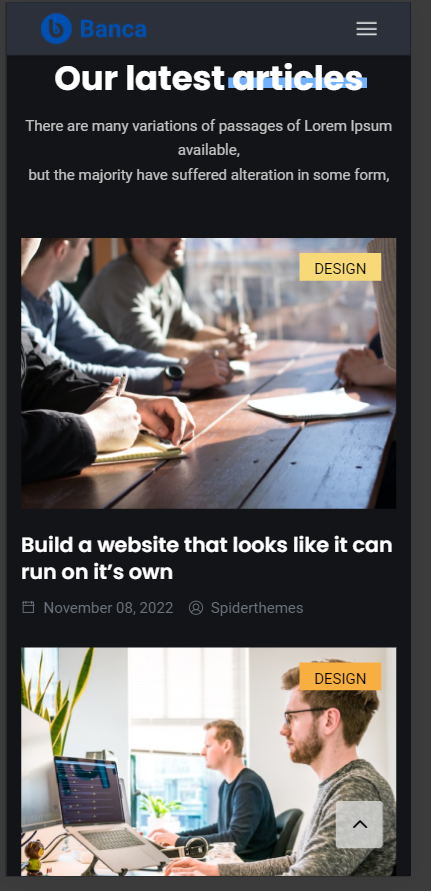 Banca
Our latest articles
There are many variations of passages of Lorem Ipsum
available,
but the majority have suffered alteration in some form,
DESIGN
Build a website that looks like it can
run on it’s own
November 08, 2022 Spiderthemes
DESIGN